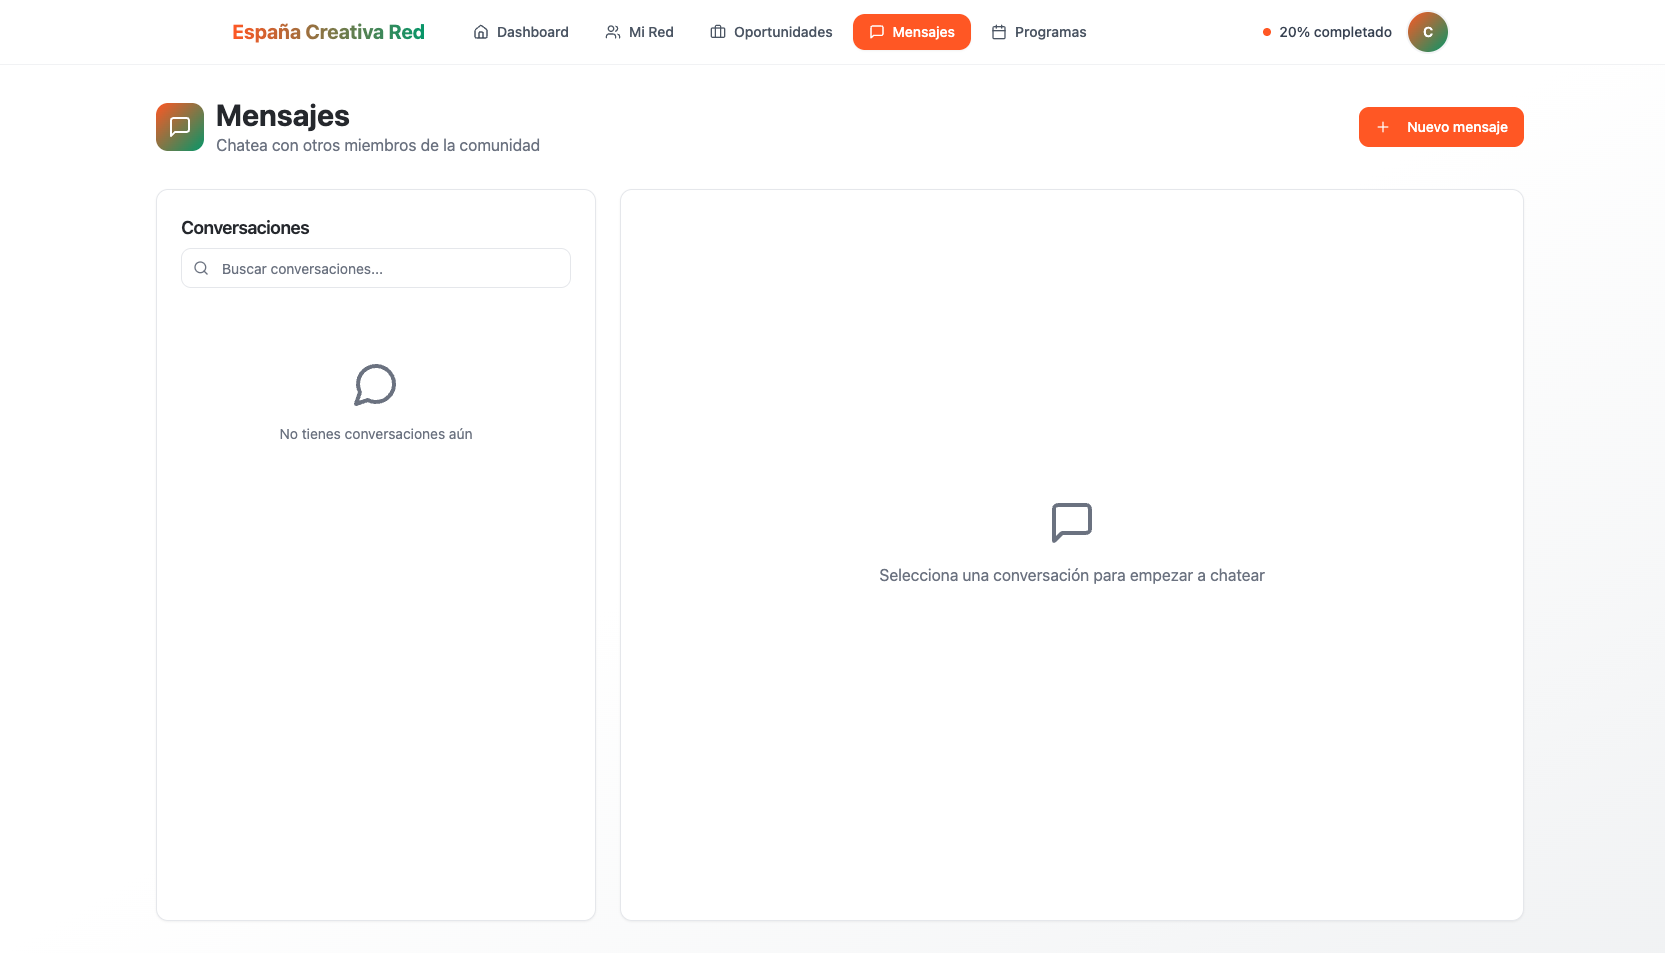 España Creativa Red
Dashboard
Mi Red
Oportunidades
Mensajes
Programas
20% completado
C
Mensajes
Chatea con otros miembros de la comunidad
Nuevo mensaje
Conversaciones
Buscar conversaciones...
No tienes conversaciones aún
Selecciona una conversación para empezar a chatear